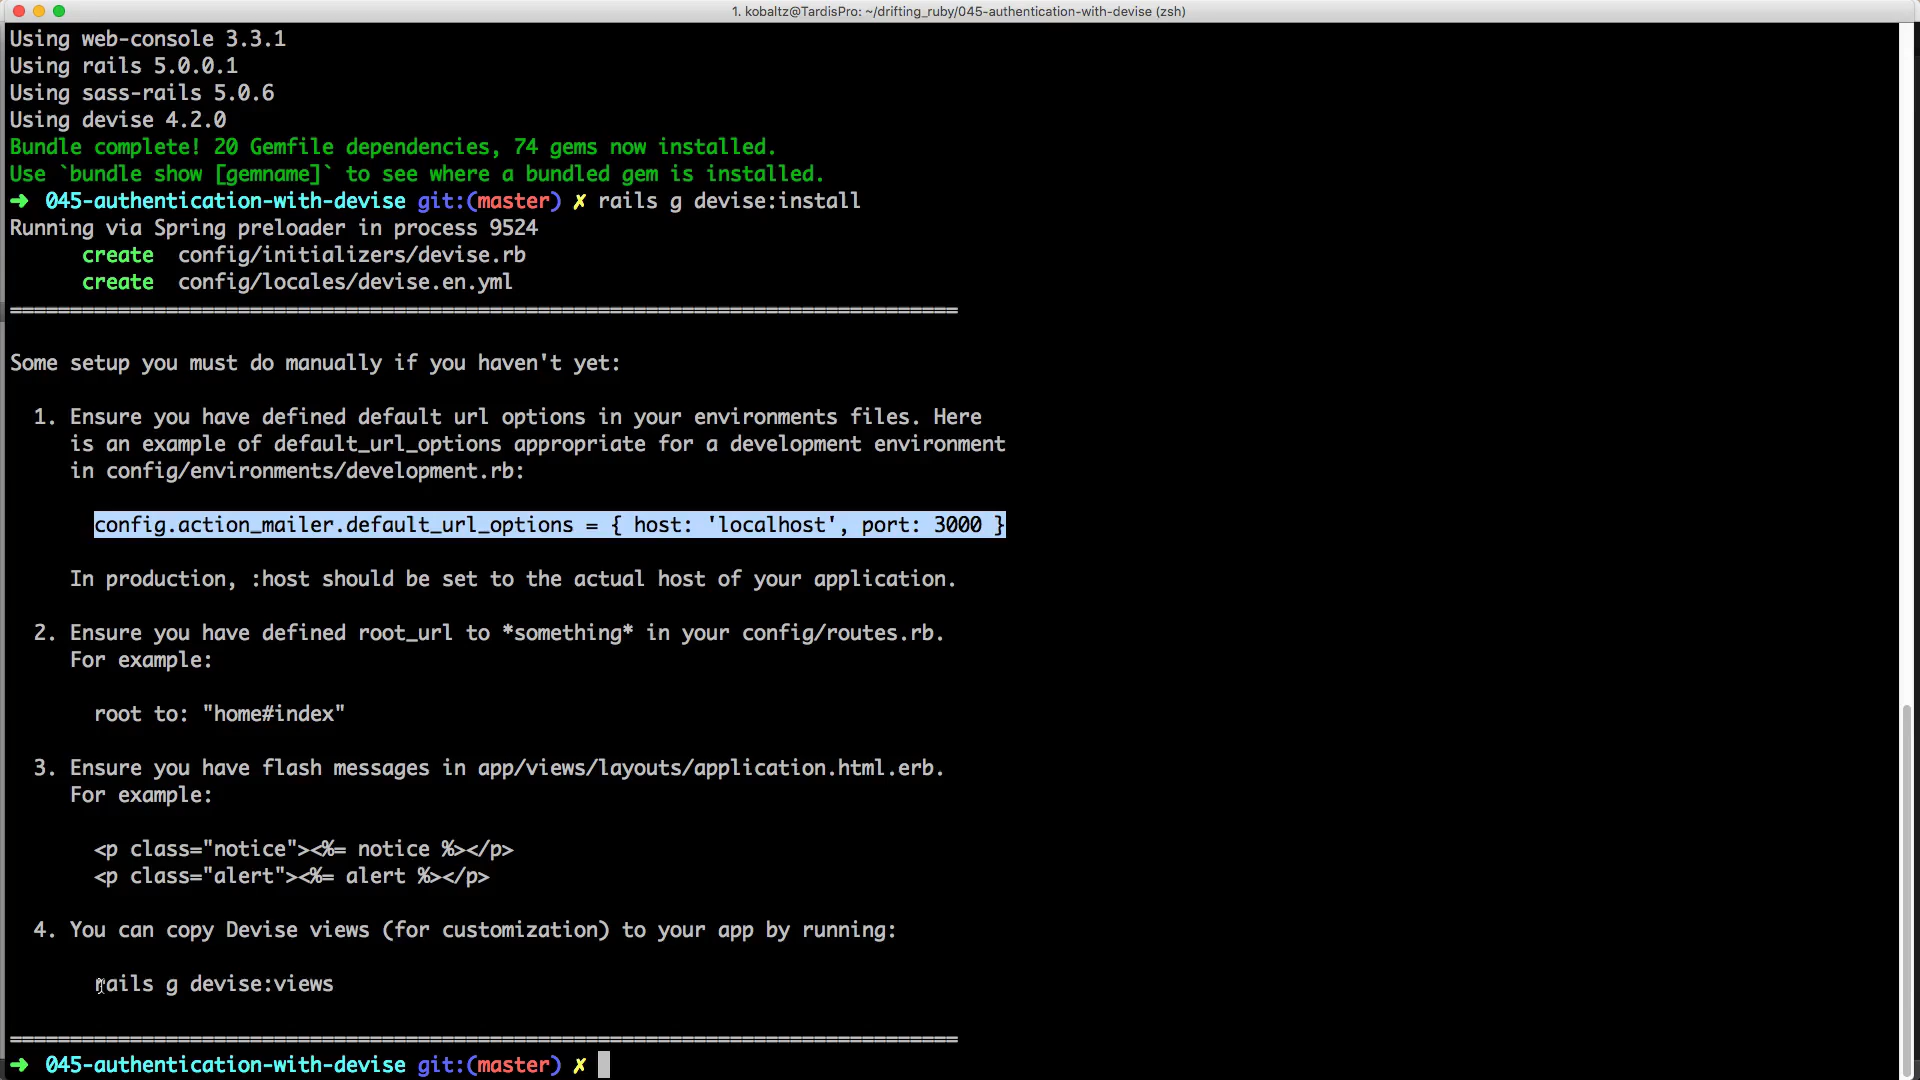 1. kobaltz@TardisPro: ~/drifting_ruby/045-authentication-with-devise (zsh)
Using web-console 3.3.1
Using rails 5.0.0.1
Using sass-rails 5.0.6
Using devise 4.2.0
Bundle complete! 20 Gemfile dependencies, 74 gems now installed.
Use `bundle show [gemname]` to see where a bundled gem is installed.
➜  045-authentication-with-devise git:(master) ✗ rails g devise:install
Running via Spring preloader in process 9524
      create  config/initializers/devise.rb
      create  config/locales/devise.en.yml
===============================================================================
Some setup you must do manually if you haven't yet:
  1. Ensure you have defined default url options in your environments files. Here
     is an example of default_url_options appropriate for a development environment
     in config/environments/development.rb:
       config.action_mailer.default_url_options = { host: 'localhost', port: 3000 }
     In production, :host should be set to the actual host of your application.
  2. Ensure you have defined root_url to *something* in your config/routes.rb.
     For example:
       root to: "home#index"
  3. Ensure you have flash messages in app/views/layouts/application.html.erb.
     For example:
       <p class="notice"><%= notice %></p>
       <p class="alert"><%= alert %></p>
  4. You can copy Devise views (for customization) to your app by running:
       rails g devise:views
===============================================================================
➜  045-authentication-with-devise git:(master) ✗